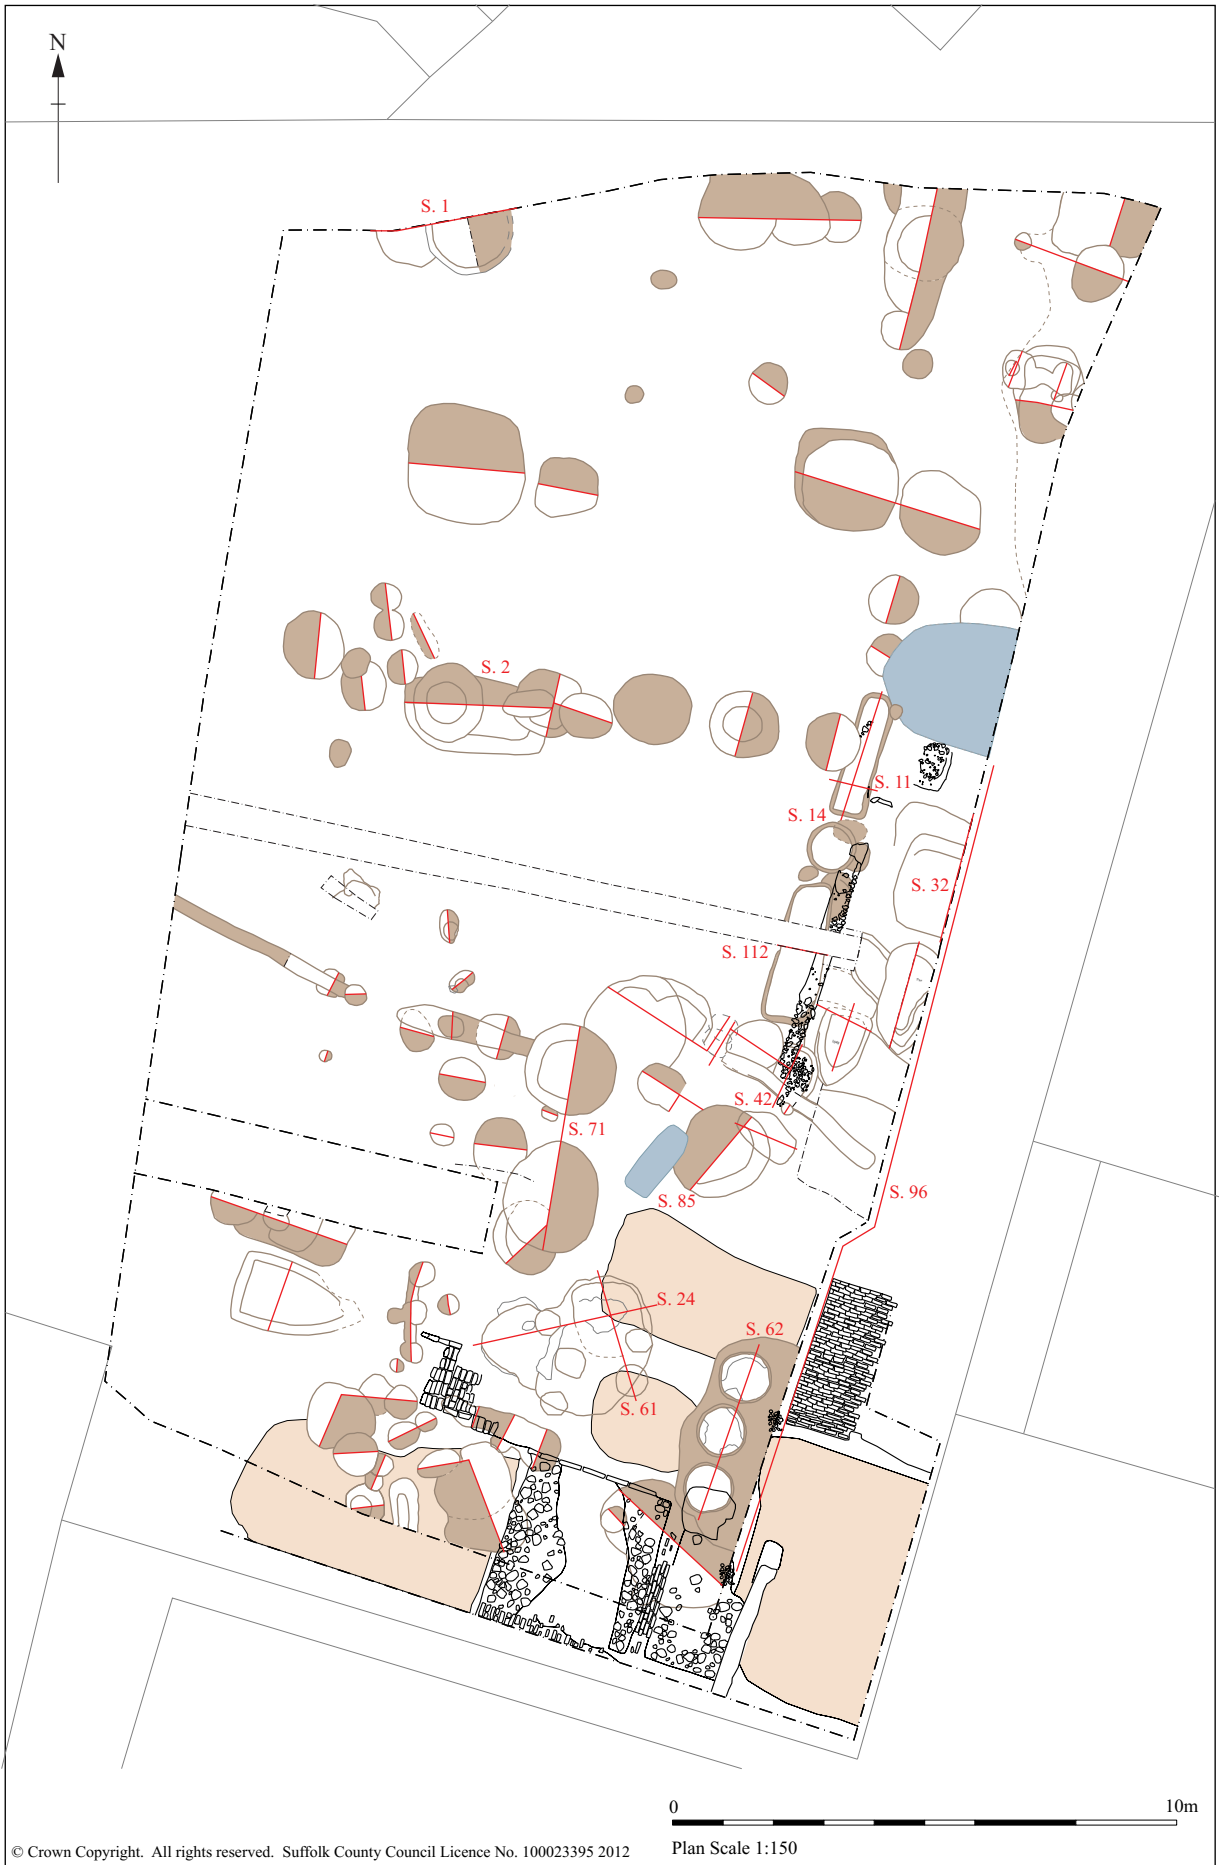 N
S. 1
S. 2
S. 11
S. 14
S. 32
S. 112
S. 42
S. 71
S. 96
S. 85
S. 24
S. 62
S. 61
0 10m
Plan Scale 1:150
© Crown Copyright. All rights reserved. Suffolk County Council Licence No. 100023395 2012